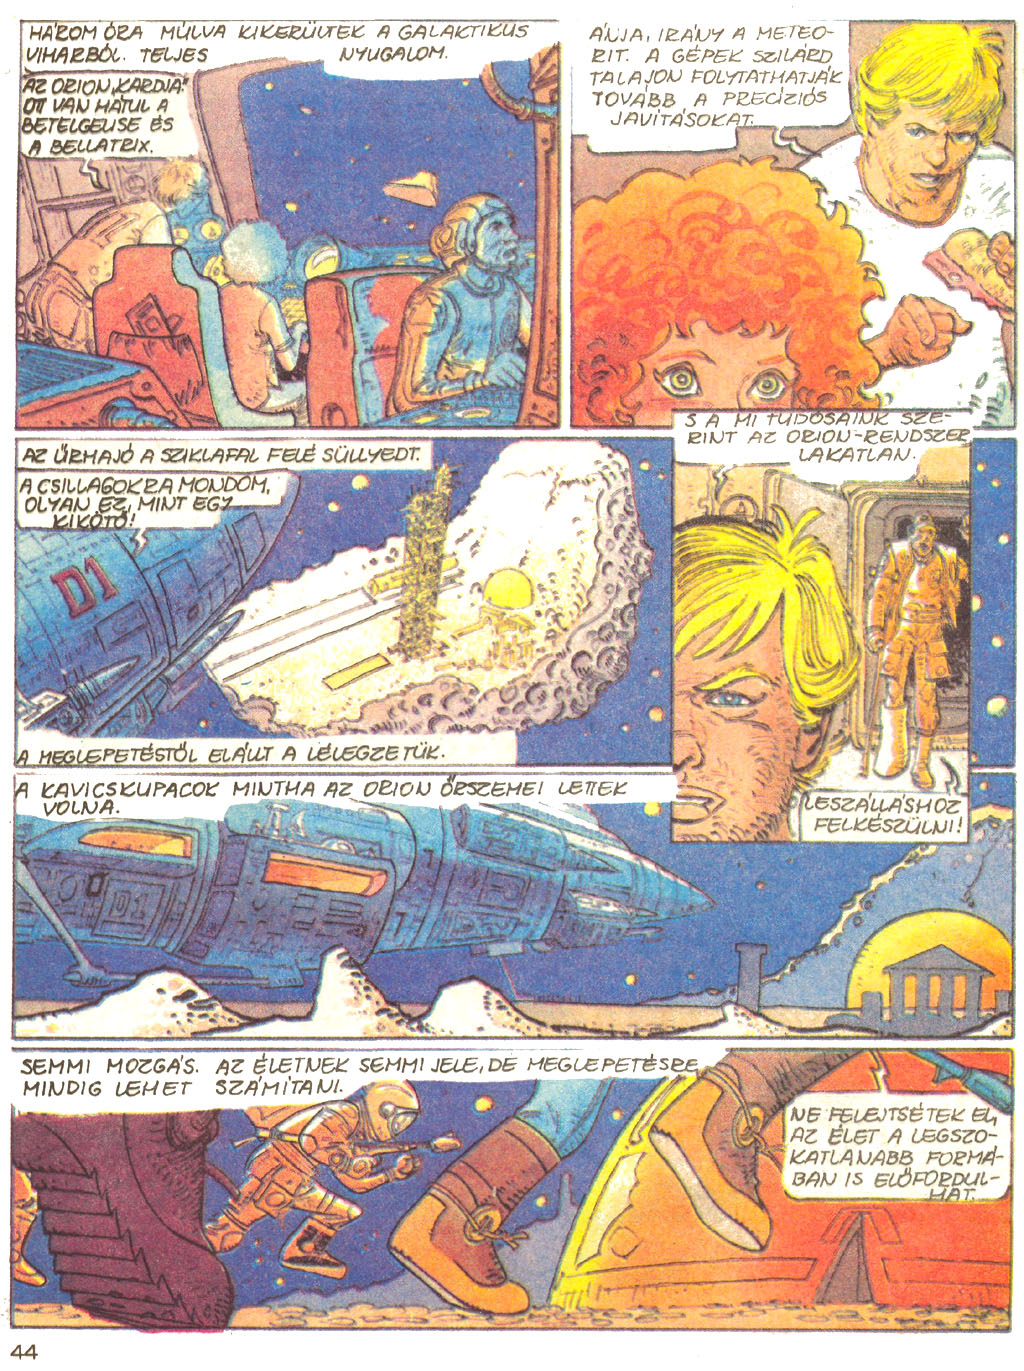 HÁROM ÓRA MÚLVA KIKERÜLTEK A GALAKTIKUS
VIHARBÓL. TELJES NYUGALOM.
AZ ORION KARDJA!
OTT VAN HÁTUL A
BETELGEUSE ÉS
A BELLATRIX.
ÁNJA, IRÁNY A METEO-
RIT. A GÉPEK SZILÁRD
TALAJON FOLYTATHATJÁK
TOVÁBB A PRECÍZIÓS
JAVÍTÁSOKAT.
AZ ŰRHAJÓ A SZIKLAFAL FELÉ SÜLLYEDT.
A CSILLAGOKRA MONDOM,
OLYAN EZ, MINT EGY
KIKÖTŐ!
D1
A MEGLEPETÉSTŐL ELÁLLT A LÉLEGZETÜK.
S A MI TUDÓSAINK SZE-
RINT AZ ORION-RENDSZER
LAKATLAN.
LESZÁLLÁSHOZ
FELKÉSZÜLNI!
A KAVICSKUPACOK MINTHA AZ ORION ŐRSZEMEI LETTEK
VOLNA.
D1
SEMMI MOZGÁS. AZ ÉLETNEK SEMMI JELE, DE MEGLEPETÉSRE
MINDIG LEHET SZÁMÍTANI.
NE FELEJTSÉTEK EL,
AZ ÉLET A LEGSZO-
KATLANABB FORMÁ-
BAN IS ELŐFORDUL-
HAT.
44